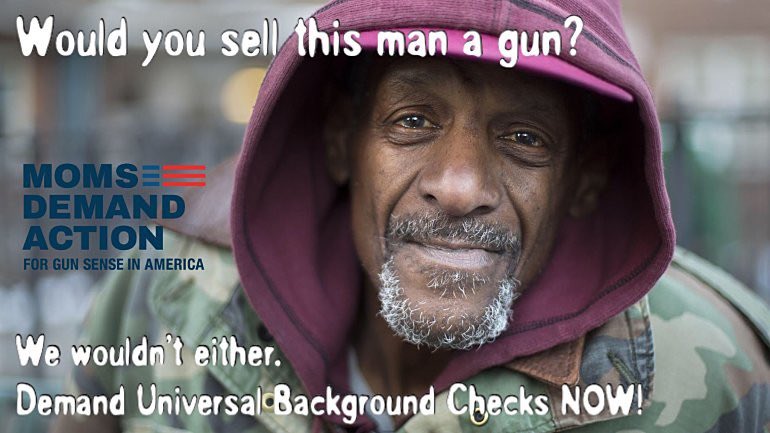 Would you sell this man a gun?
MOMS
DEMAND
ACTION
FOR GUN SENSE IN AMERICA
We wouldn't either.
Demand Universal Background Checks NOW!